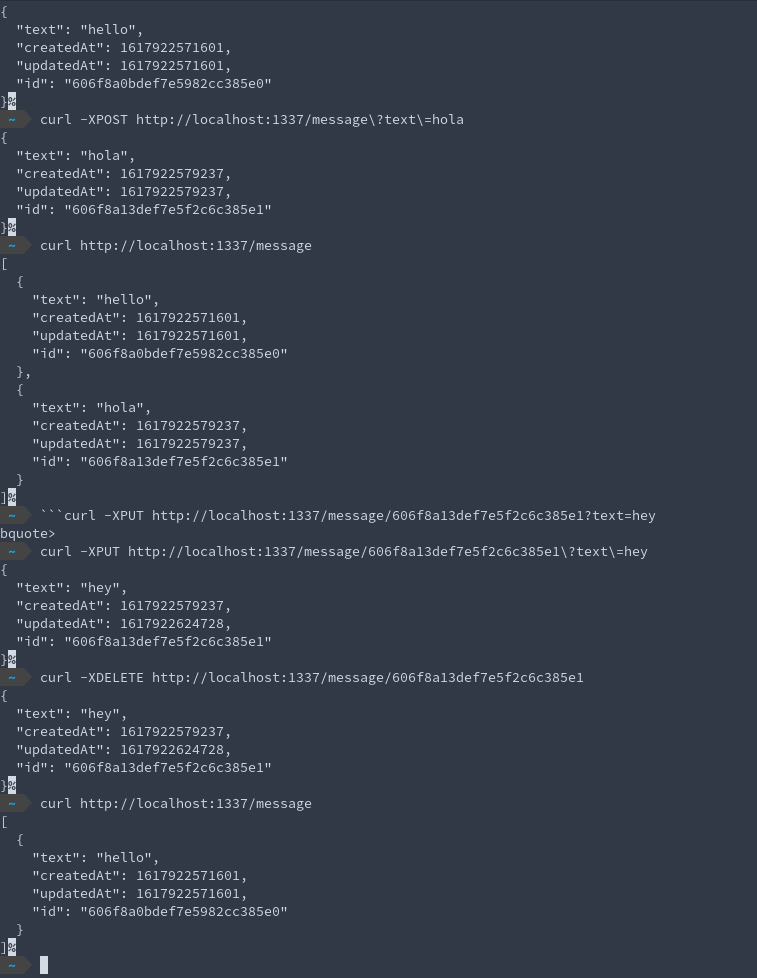 {
  "text": "hello",
  "createdAt": 1617922571601,
  "updatedAt": 1617922571601,
  "id": "606f8a0bdef7e5982cc385e0"
}%
~ curl -XPOST http://localhost:1337/message\?text\=hola
{
  "text": "hola",
  "createdAt": 1617922579237,
  "updatedAt": 1617922579237,
  "id": "606f8a13def7e5f2c6c385e1"
}%
~ curl http://localhost:1337/message
[
  {
    "text": "hello",
    "createdAt": 1617922571601,
    "updatedAt": 1617922571601,
    "id": "606f8a0bdef7e5982cc385e0"
  },
  {
    "text": "hola",
    "createdAt": 1617922579237,
    "updatedAt": 1617922579237,
    "id": "606f8a13def7e5f2c6c385e1"
  }
]%
~ ```curl -XPUT http://localhost:1337/message/606f8a13def7e5f2c6c385e1?text=hey
bquote>
~ curl -XPUT http://localhost:1337/message/606f8a13def7e5f2c6c385e1\?text\=hey
{
  "text": "hey",
  "createdAt": 1617922579237,
  "updatedAt": 1617922624728,
  "id": "606f8a13def7e5f2c6c385e1"
}%
~ curl -XDELETE http://localhost:1337/message/606f8a13def7e5f2c6c385e1
{
  "text": "hey",
  "createdAt": 1617922579237,
  "updatedAt": 1617922624728,
  "id": "606f8a13def7e5f2c6c385e1"
}%
~ curl http://localhost:1337/message
[
  {
    "text": "hello",
    "createdAt": 1617922571601,
    "updatedAt": 1617922571601,
    "id": "606f8a0bdef7e5982cc385e0"
  }
]%
~